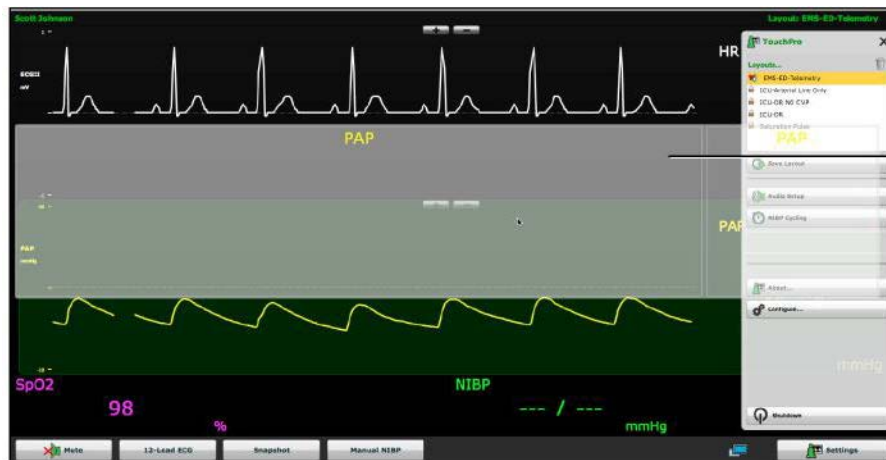 Scott Johnson
Layout: EMS-ED-Telemetry
ECGII
mV
HR
TouchPro
Layouts...
EMS-ED-Telemetry
ICU-Arterial Line Only
ICU-OR NO CVP
ICU-OR
Saturation Pulse
PAP
PAP
Save Layout
Audio Setup
NIBP Cycling
PAP
PAP
mmHg
About...
Configure...
mmHg
SpO2
NIBP
98
--- / ---
%
mmHg
Shutdown
Mute
12-Lead ECG
Snapshot
Manual NIBP
Settings